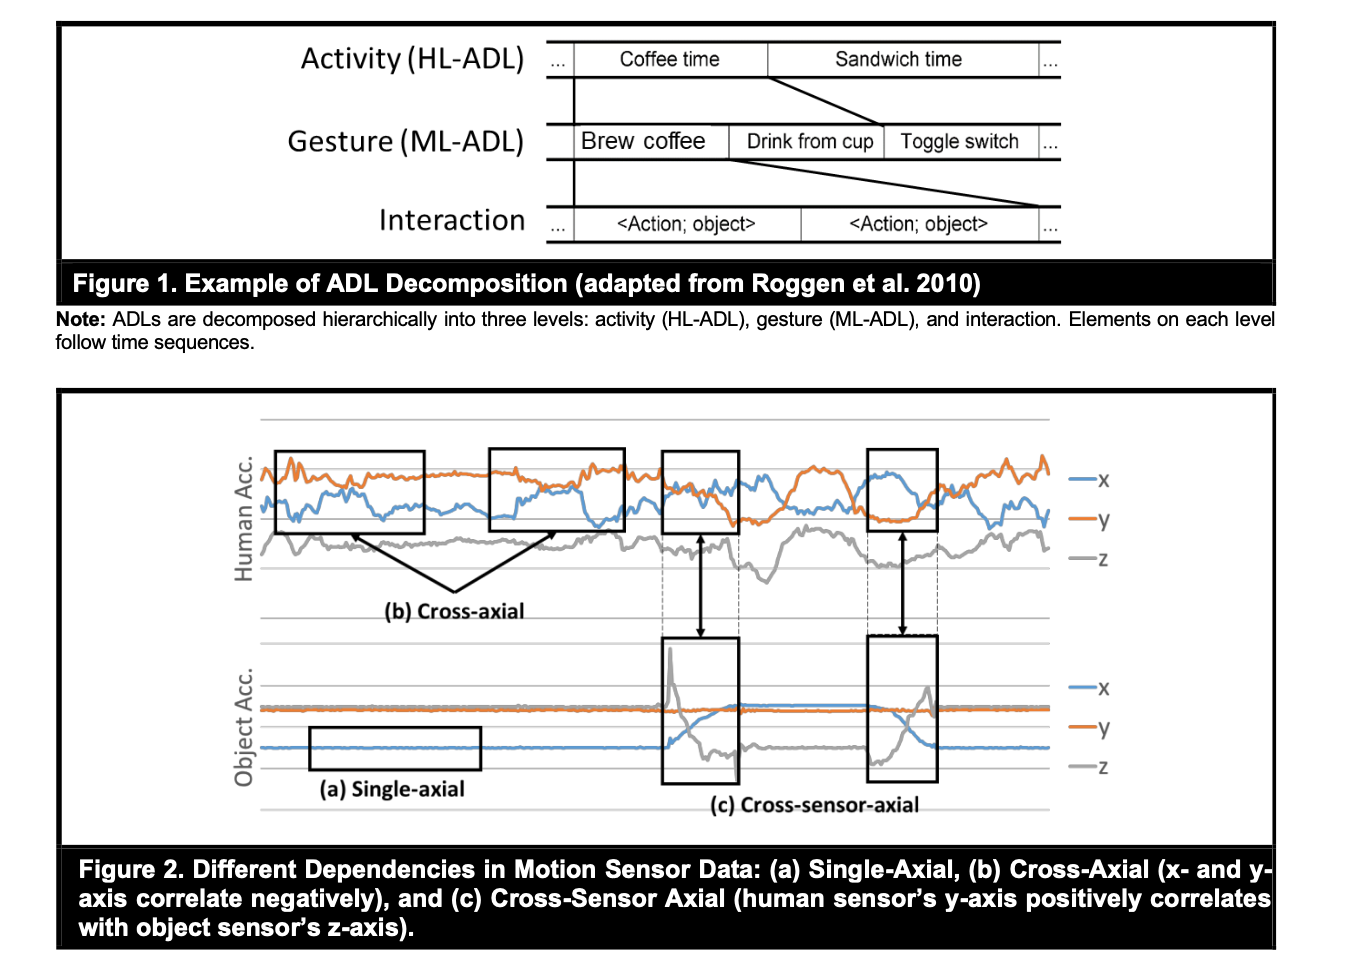 Activity (HL-ADL) ... Coffee time Sandwich time ...
Gesture (ML-ADL) Brew coffee Drink from cup Toggle switch ...
Interaction ... <Action; object> <Action; object> ...
Figure 1. Example of ADL Decomposition (adapted from Roggen et al. 2010)
Note: ADLs are decomposed hierarchically into three levels: activity (HL-ADL), gesture (ML-ADL), and interaction. Elements on each level
follow time sequences.
Human Acc.
x
y
z
(b) Cross-axial
Object Acc.
x
y
z
(a) Single-axial
(c) Cross-sensor-axial
Figure 2. Different Dependencies in Motion Sensor Data: (a) Single-Axial, (b) Cross-Axial (x- and y-
axis correlate negatively), and (c) Cross-Sensor Axial (human sensor's y-axis positively correlates
with object sensor's z-axis).